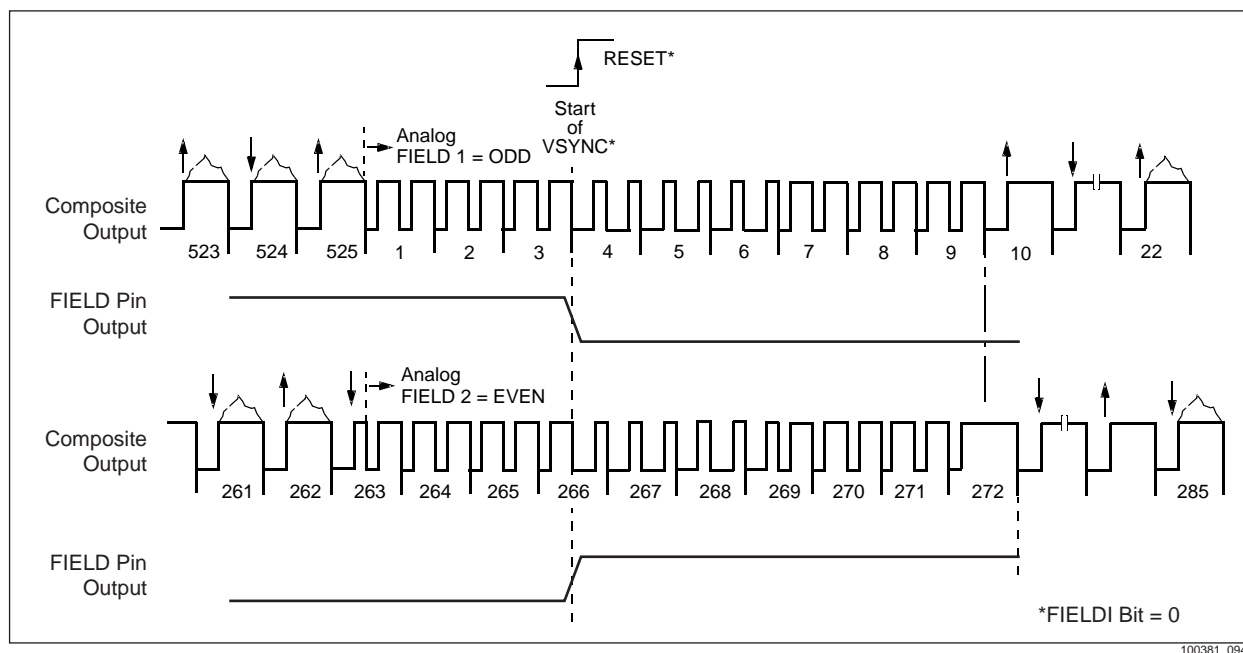 RESET*
Start
of
VSYNC*
Analog
FIELD 1 = ODD
Composite
Output
523 524 525 1 2 3 4 5 6 7 8 9 10 22
FIELD Pin
Output
Analog
FIELD 2 = EVEN
Composite
Output
261 262 263 264 265 266 267 268 269 270 271 272 285
FIELD Pin
Output
*FIELDI Bit = 0
100381_094